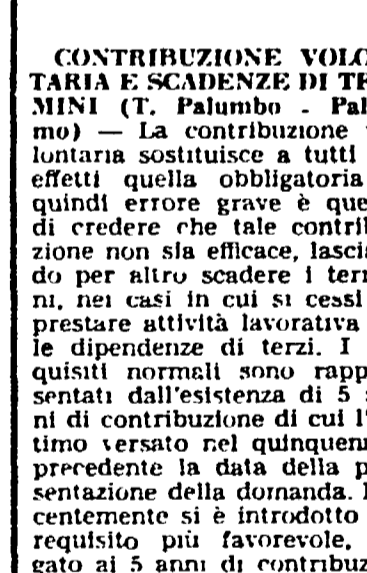 CONTRIBUZIONE VOLO
TARIA E SCADENZE DI TE
MINI (T. Palumbo - Pal
mo) — La contribuzione
lontaria sostituisce a tutti
effetti quella obbligatoria
quindi errore grave è que
di credere che tale contri
zione non sia efficace, lasci
do per altro scadere i ter
ni, nei casi in cui si cessi
prestare attività lavorativa
le dipendenze di terzi. I
quisiti normali sono rapp
sentati dall'esistenza di 5
ni di contribuzione di cui l'
timo versato nel quinquen
precedente la data della p
sentazione della domanda.
centemente si è introdotto
requisito più favorevole,
gato ai 5 anni di contribuz